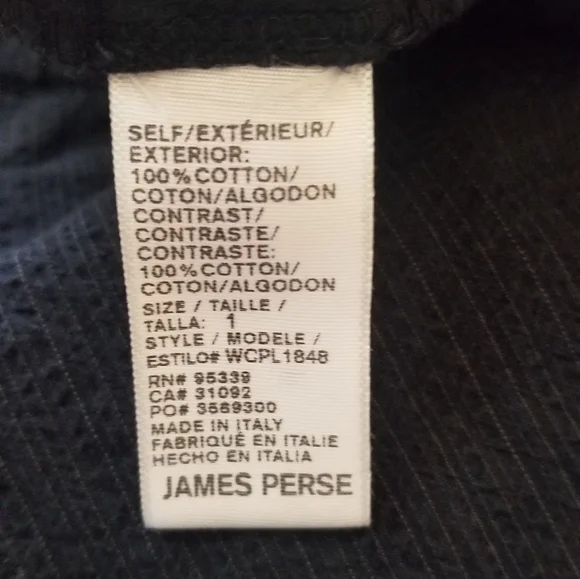 SELF/EXTÉRIEUR/
EXTERIOR:
100% COTTON/
COTON/ALGODON
CONTRAST/
CONTRASTE/
CONTRASTE:
100% COTTON/
COTON/ALGODON
SIZE / TAILLE /
TALLA: 1
STYLE / MODELE /
ESTILO# WCPL1848
RN# 95339
CA# 31092
PO# 3569300
MADE IN ITALY
FABRIQUÉ EN ITALIE
HECHO EN ITALIA
JAMES PERSE